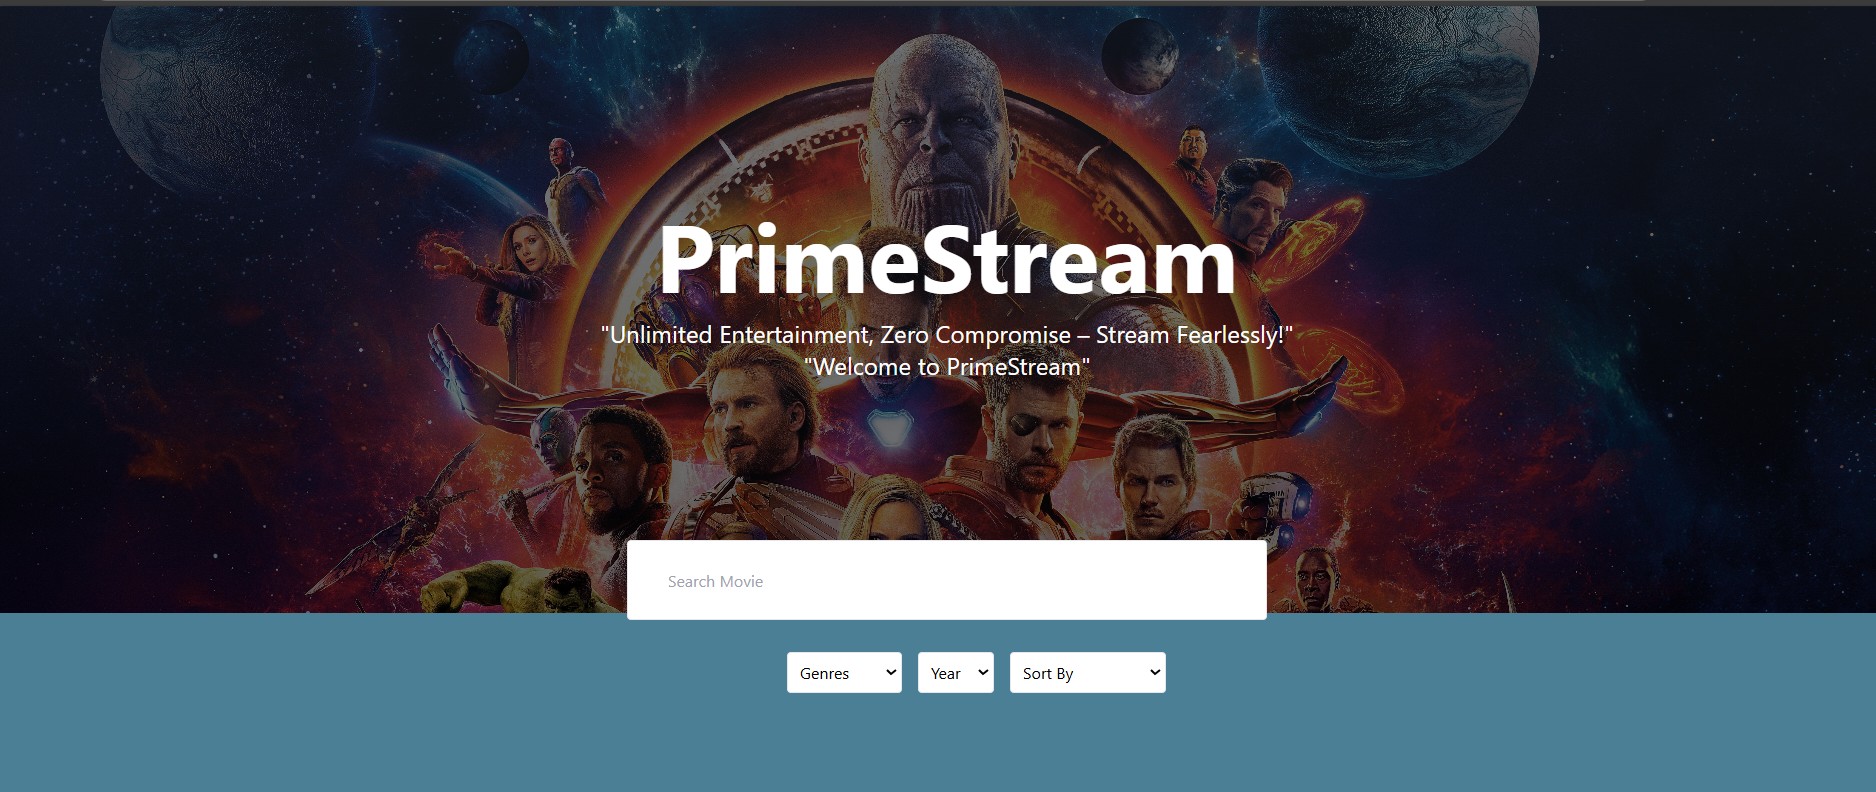 PrimeStream
"Unlimited Entertainment, Zero Compromise – Stream Fearlessly!"
"Welcome to PrimeStream"
Search Movie
Genres
Year
Sort By